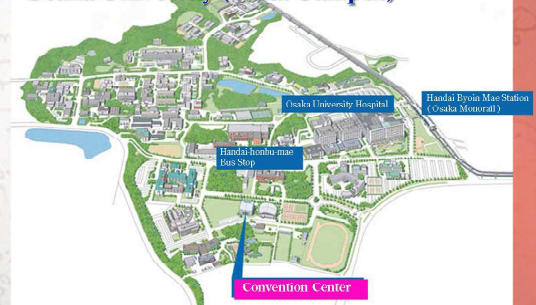 Osaka University Hospital
Handai Byoin Mae Station
(Osaka Monorail)
Handai-honbu-mae
Bus Stop
Convention Center